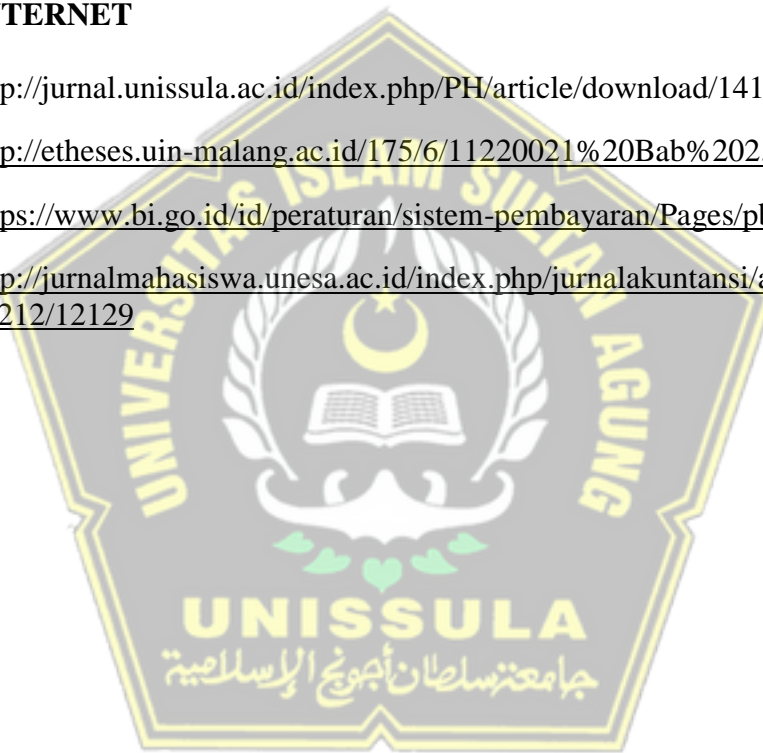 TERNET
p://jurnal.unissula.ac.id/index.php/PH/article/download/141
p://etheses.uin-malang.ac.id/175/6/11220021%20Bab%202
ps://www.bi.go.id/id/peraturan/sistem-pembayaran/Pages/pb
p://jurnalmahasiswa.unesa.ac.id/index.php/jurnalakuntansi/a
212/12129
UNIVERSITAS ISLAM SULTAN AGUNG
UNISSULA
جامعة سلطان أجونج الإسلامية